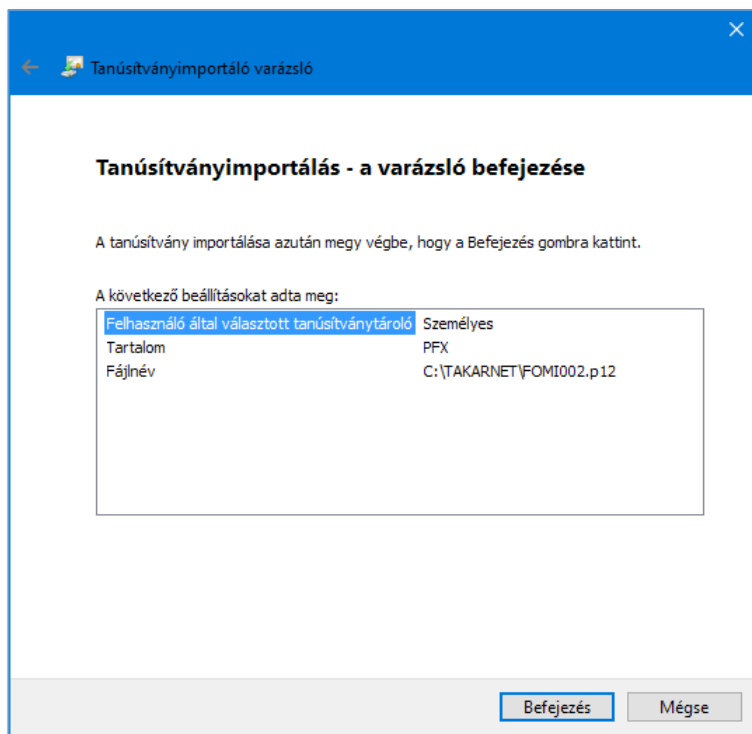 Tanúsítványimportáló varázsló
Tanúsítványimportálás - a varázsló befejezése
A tanúsítvány importálása azután megy végbe, hogy a Befejezés gombra kattint.
A következő beállításokat adta meg:
Felhasználó által választott tanúsítványtároló Személyes
Tartalom PFX
Fájlnév C:\TAKARNET\FOMI002.p12
Befejezés Mégse